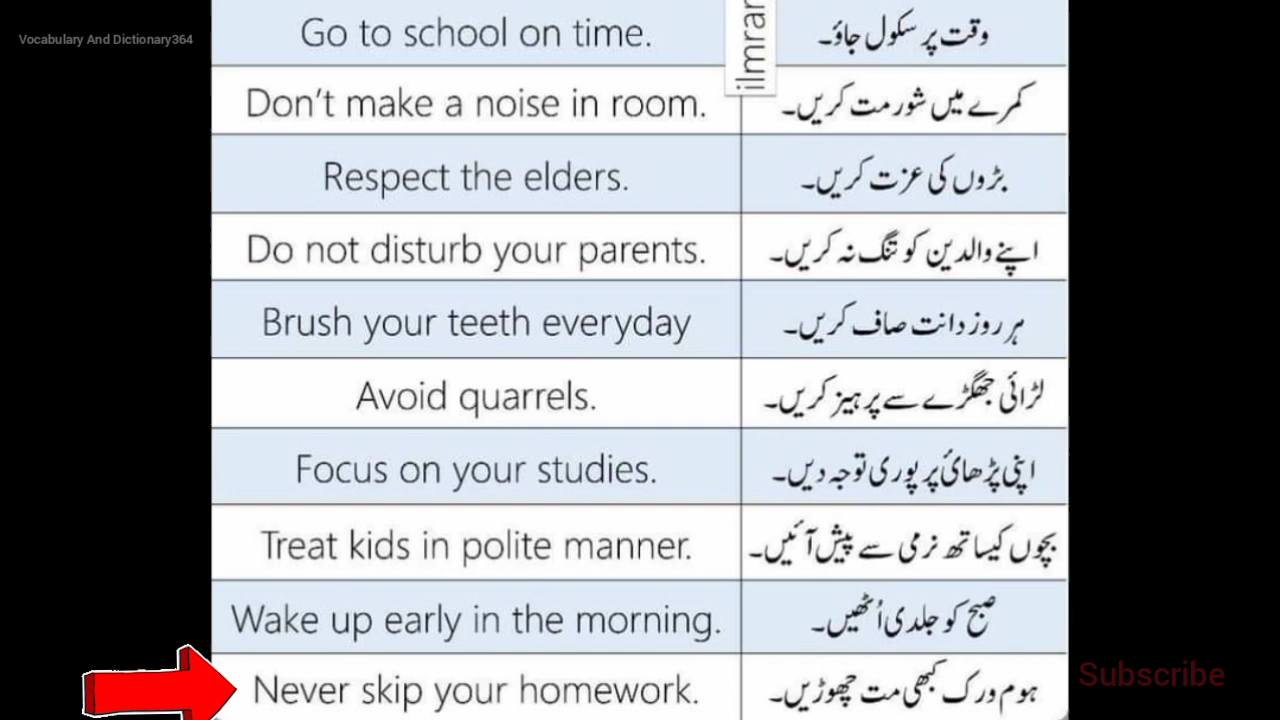 Vocabulary And Dictionary364
ilmrar
Go to school on time.
وقت پر سکول جاؤ۔
Don't make a noise in room.
کمرے میں شور مت کریں۔
Respect the elders.
بڑوں کی عزت کریں۔
Do not disturb your parents.
اپنے والدین کو تنگ نہ کریں۔
Brush your teeth everyday
ہر روز دانت صاف کریں۔
Avoid quarrels.
لڑائی جھگڑے سے پرہیز کریں۔
Focus on your studies.
اپنی پڑھائ پر پوری توجہ دیں۔
Treat kids in polite manner.
بچوں کیساتھ نرمی سے پیش آئیں۔
Wake up early in the morning.
صبح کو جلدی اُٹھیں۔
Never skip your homework.
ہوم ورک کبھی مت چھوڑیں۔
Subscribe